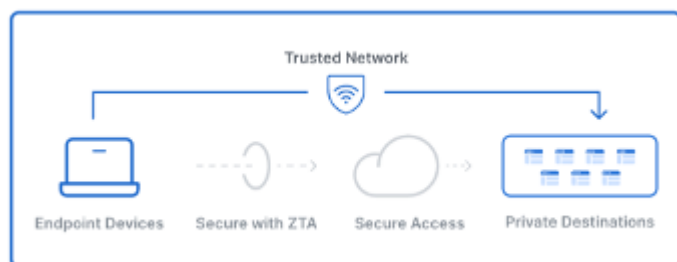 Trusted Network
Endpoint Devices
Secure with ZTA
Secure Access
Private Destinations